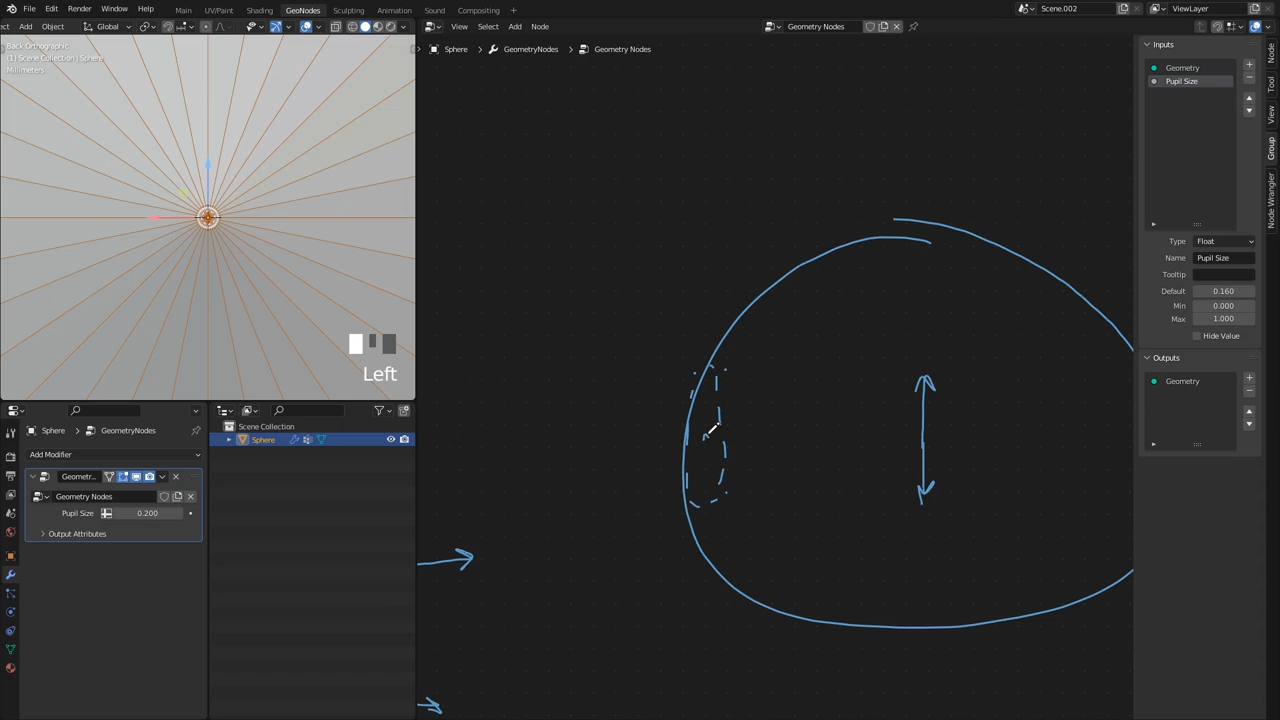 File Edit Render Window Help Main UV/Paint Shading GeoNodes Scripting Animation Sound Compositing + Scene.002 ViewLayer
Add Object Global View Select Add Node Geometry Nodes
Back Orthographic
(1) Scene Collection | Sphere
Millimeters
Sphere GeometryNodes Geometry Nodes
Inputs
Geometry
Pupil Size
Type Float
Name Pupil Size
Tooltip
Default 0.160
Min 0.000
Max 1.000
Hide Value
Outputs
Geometry
Node
Tool
View
Group
Node Wrangler
Left
Sphere GeometryNodes
Add Modifier
Geometr...
Geometry Nodes
Pupil Size 0.200
Output Attributes
Scene Collection
Sphere